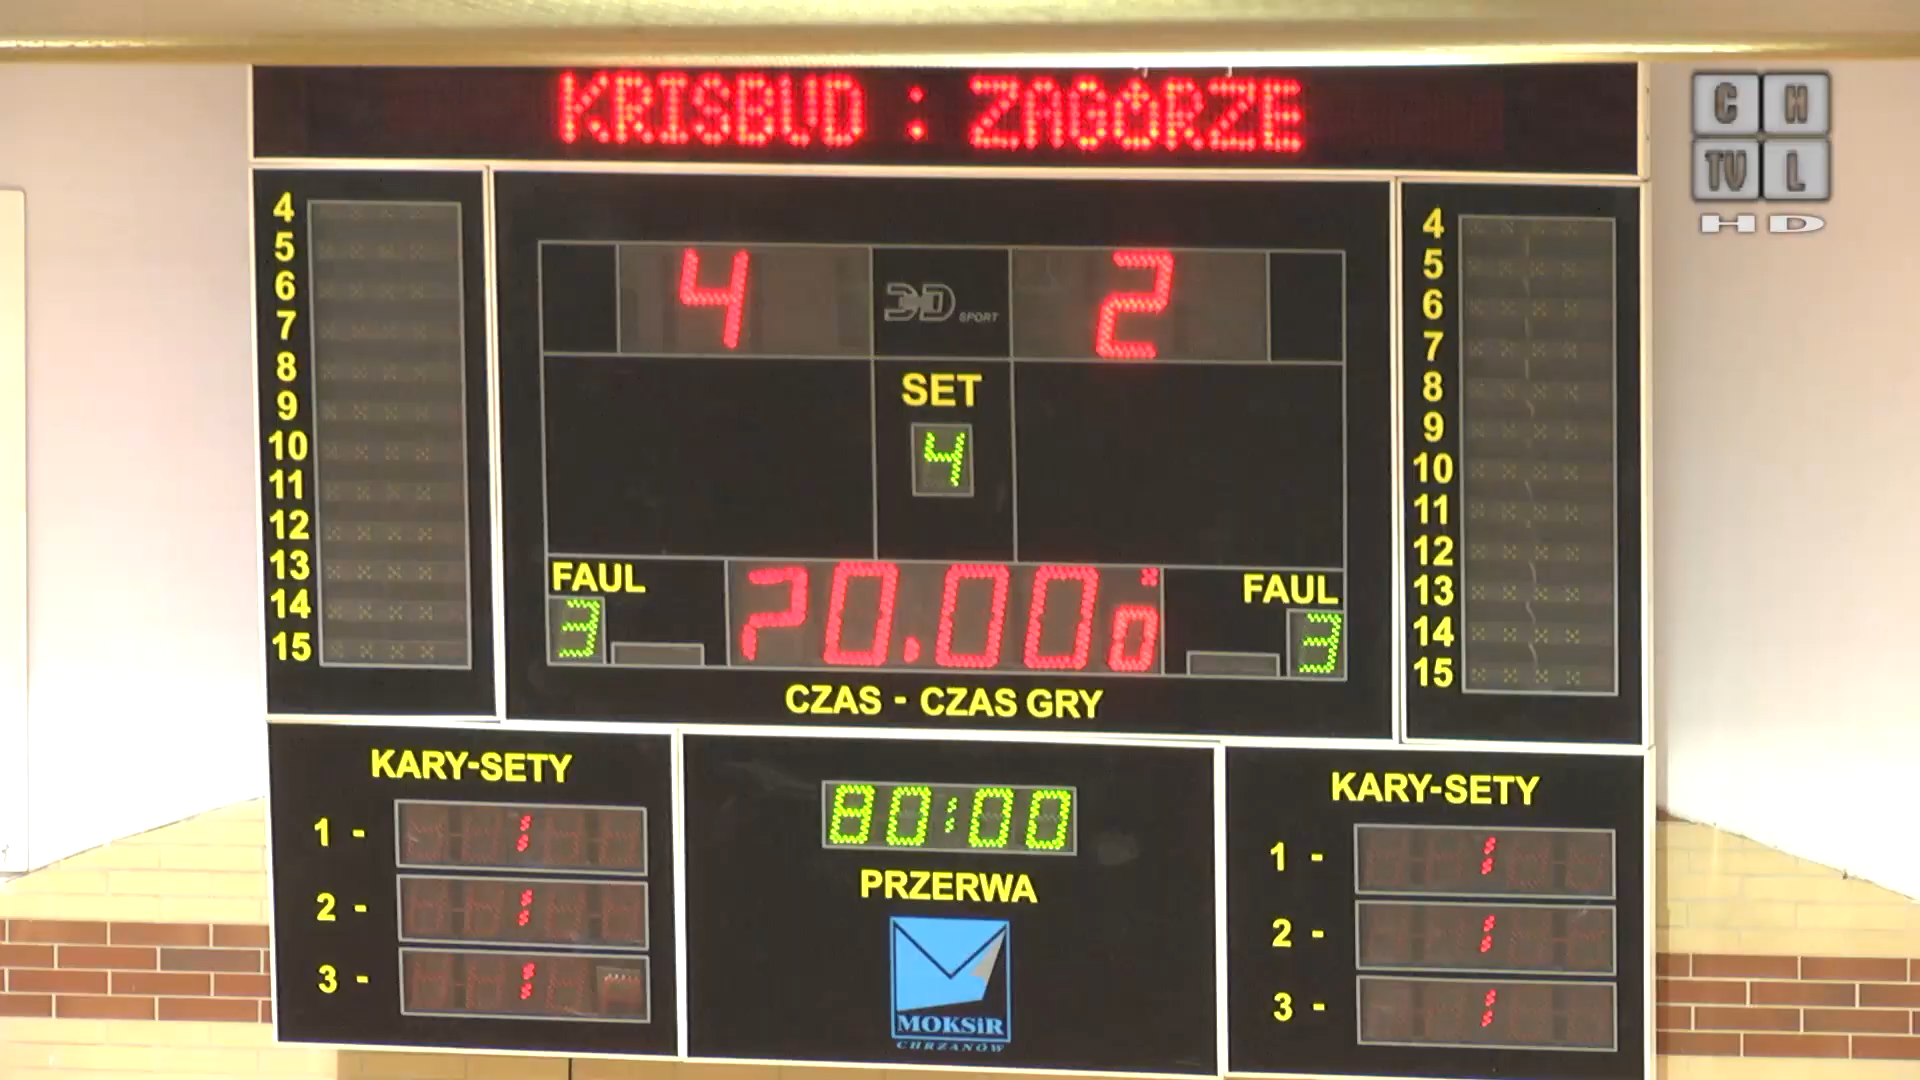 KRISBUD : ZAGÓRZE
C H
TV L
HD
4
5
6
7
8
9
10
11
12
13
14
15
4 3D SPORT 2
SET
4
FAUL
3
20.00
0
FAUL
3
CZAS - CZAS GRY
4
5
6
7
8
9
10
11
12
13
14
15
KARY-SETY
1 -
2 -
3 -
80:00
PRZERWA
MOKSiR
CHRZANÓW
KARY-SETY
1 -
2 -
3 -